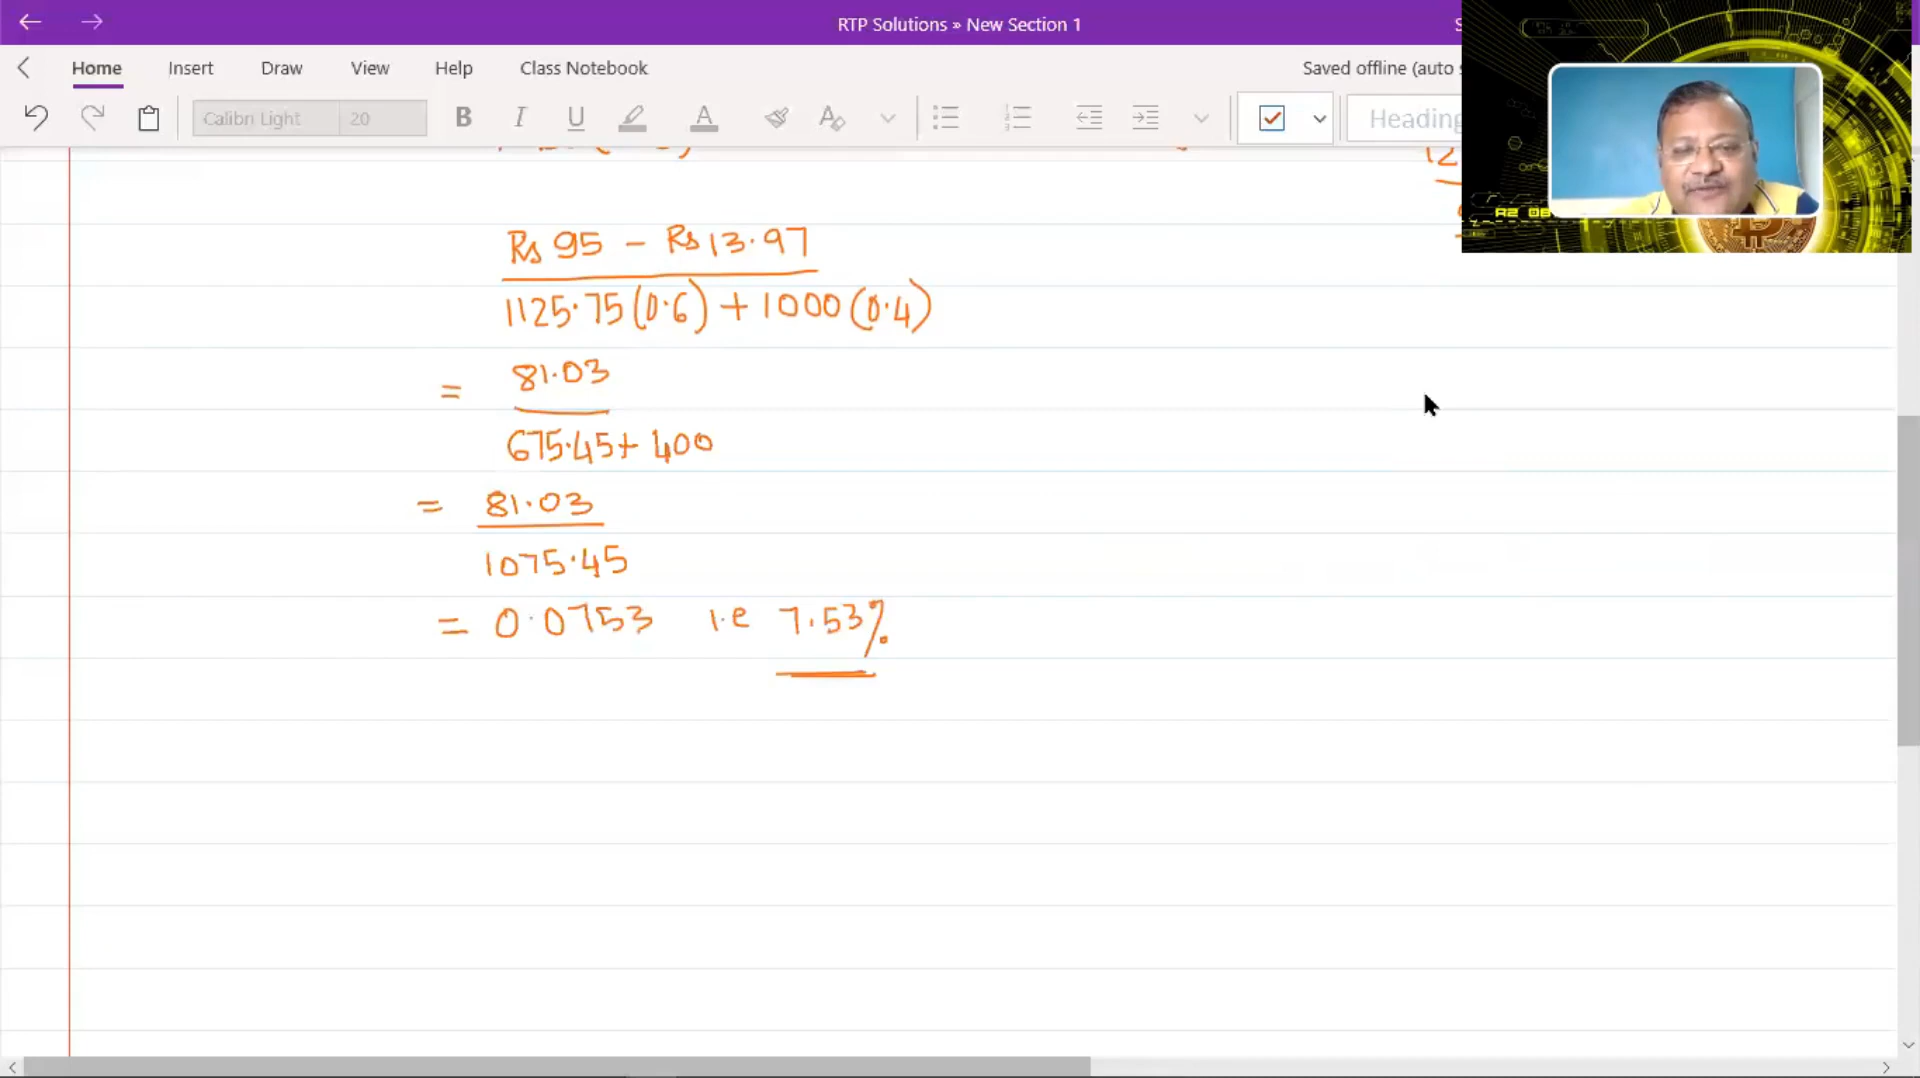 RTP Solutions » New Section 1
Home Insert Draw View Help Class Notebook
Saved offline (auto
Calibri Light 20 B I U A Heading
12
Rs 95 - Rs 13.97
1125.75 (0.6) + 1000 (0.4)
= 81.03
675.45 + 400
= 81.03
1075.45
= 0.0753 i.e 7.53%